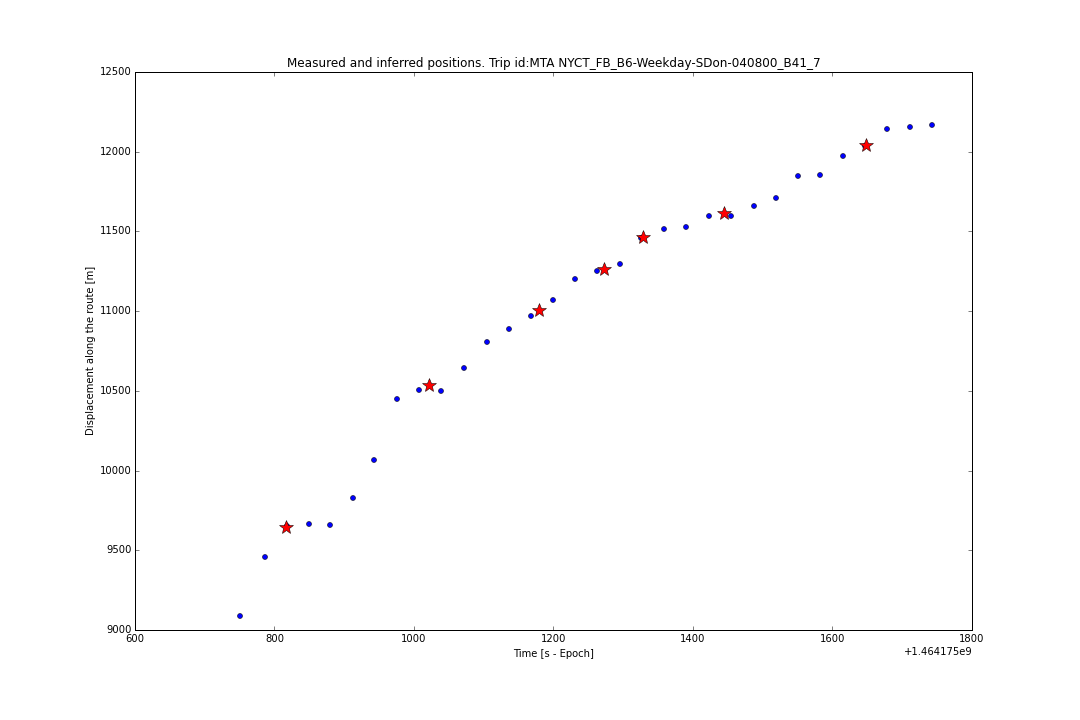 Measured and inferred positions. Trip id:MTA NYCT_FB_B6-Weekday-SDon-040800_B41_7
12500
12000
11500
11000
10500
10000
9500
9000
Displacement along the route [m]
600 800 1000 1200 1400 1600 1800
Time [s - Epoch]
+1.464175e9